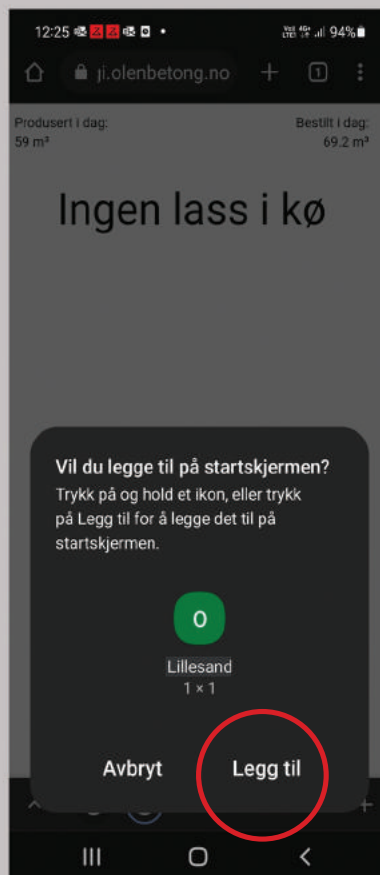 12:25
94%
ji.olenbetong.no
1
Produsert i dag:
59 m³
Bestilt i dag:
69.2 m³
Ingen lass i kø
Vil du legge til på startskjermen?
Trykk på og hold et ikon, eller trykk
på Legg til for å legge det til på
startskjermen.
O
Lillesand
1 × 1
Avbryt
Legg til